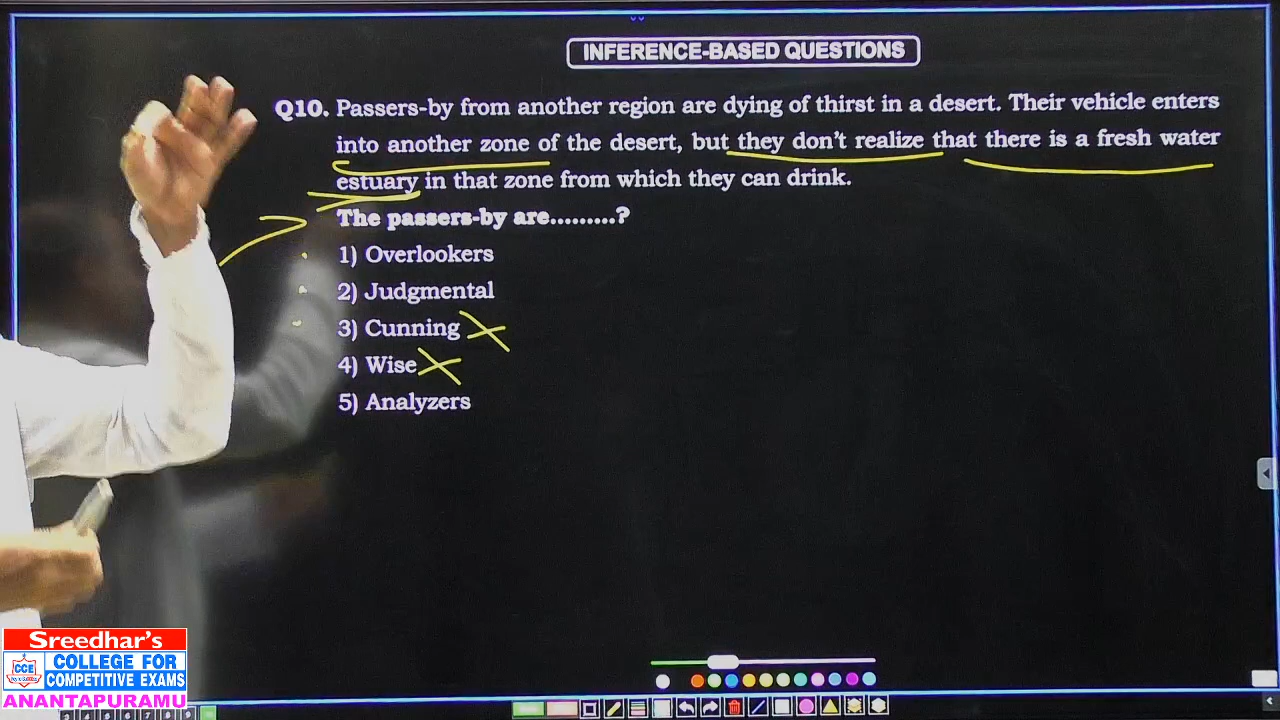 INFERENCE-BASED QUESTIONS
Q10. Passers-by from another region are dying of thirst in a desert. Their vehicle enters
into another zone of the desert, but they don't realize that there is a fresh water
estuary in that zone from which they can drink.
The passers-by are.........?
1) Overlookers
2) Judgmental
3) Cunning
4) Wise
5) Analyzers
Sreedhar's
CCE
COLLEGE FOR
COMPETITIVE EXAMS
ANANTAPURAMU